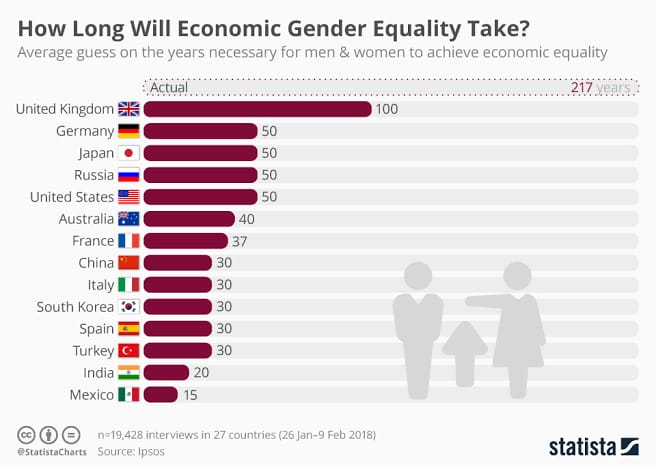 How Long Will Economic Gender Equality Take?
Average guess on the years necessary for men & women to achieve economic equality
Actual 217 years
United Kingdom 100
Germany 50
Japan 50
Russia 50
United States 50
Australia 40
France 37
China 30
Italy 30
South Korea 30
Spain 30
Turkey 30
India 20
Mexico 15
n=19,428 interviews in 27 countries (26 Jan–9 Feb 2018)
@StatistaCharts Source: Ipsos
statista